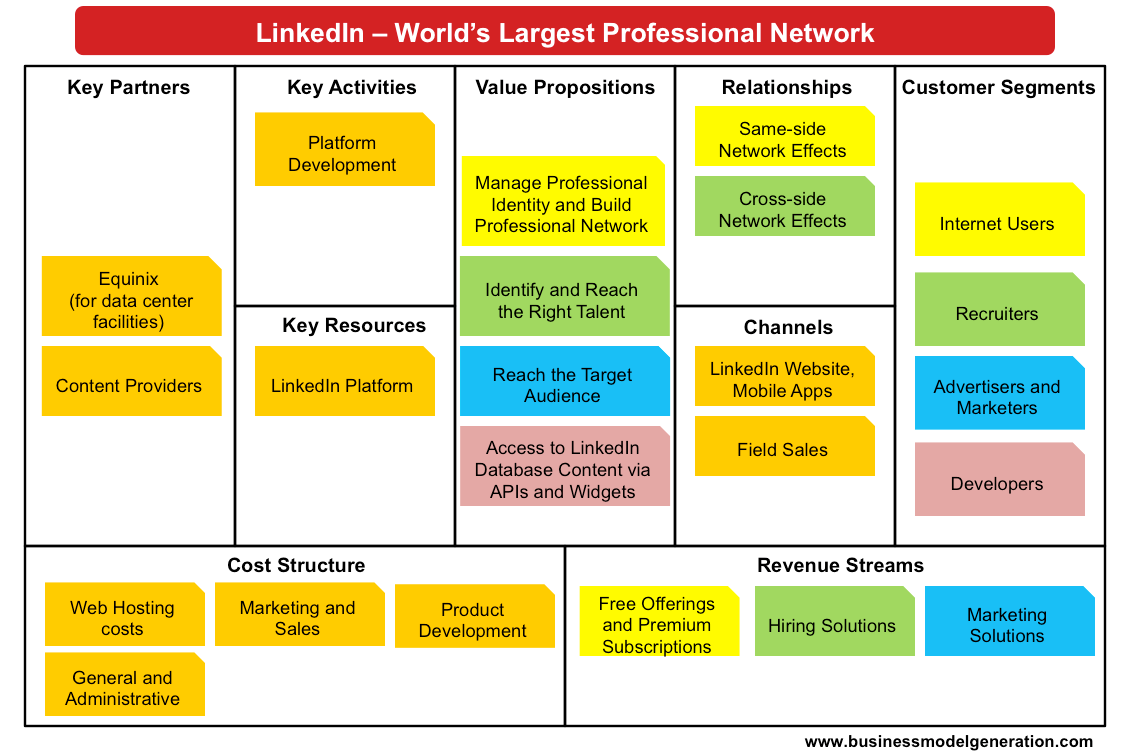 LinkedIn – World's Largest Professional Network
Key Partners
Equinix
(for data center
facilities)
Content Providers
Key Activities
Platform
Development
Key Resources
LinkedIn Platform
Value Propositions
Manage Professional
Identity and Build
Professional Network
Identify and Reach
the Right Talent
Reach the Target
Audience
Access to LinkedIn
Database Content via
APIs and Widgets
Relationships
Same-side
Network Effects
Cross-side
Network Effects
Channels
LinkedIn Website,
Mobile Apps
Field Sales
Customer Segments
Internet Users
Recruiters
Advertisers and
Marketers
Developers
Cost Structure
Web Hosting
costs
Marketing and
Sales
Product
Development
General and
Administrative
Revenue Streams
Free Offerings
and Premium
Subscriptions
Hiring Solutions
Marketing
Solutions
www.businessmodelgeneration.com